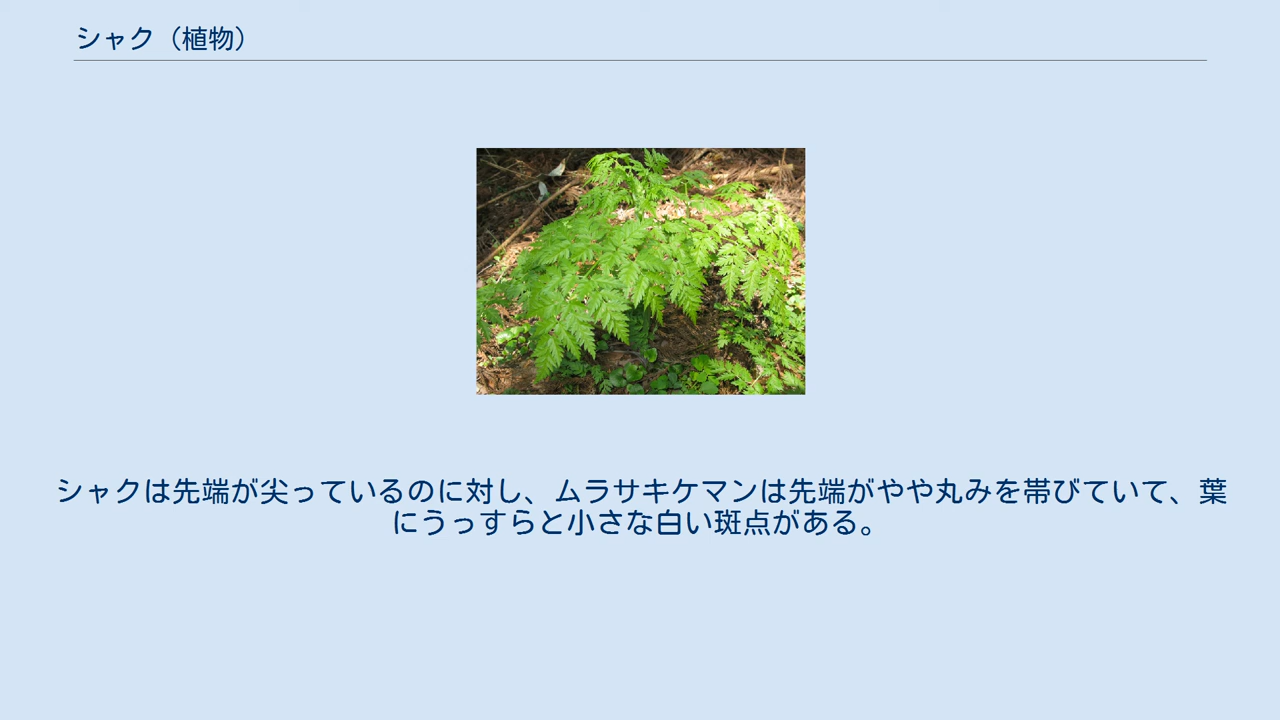 シャク（植物）
シャクは先端が尖っているのに対し、ムラサキケマンは先端がやや丸みを帯びていて、葉
にうっすらと小さな白い斑点がある。